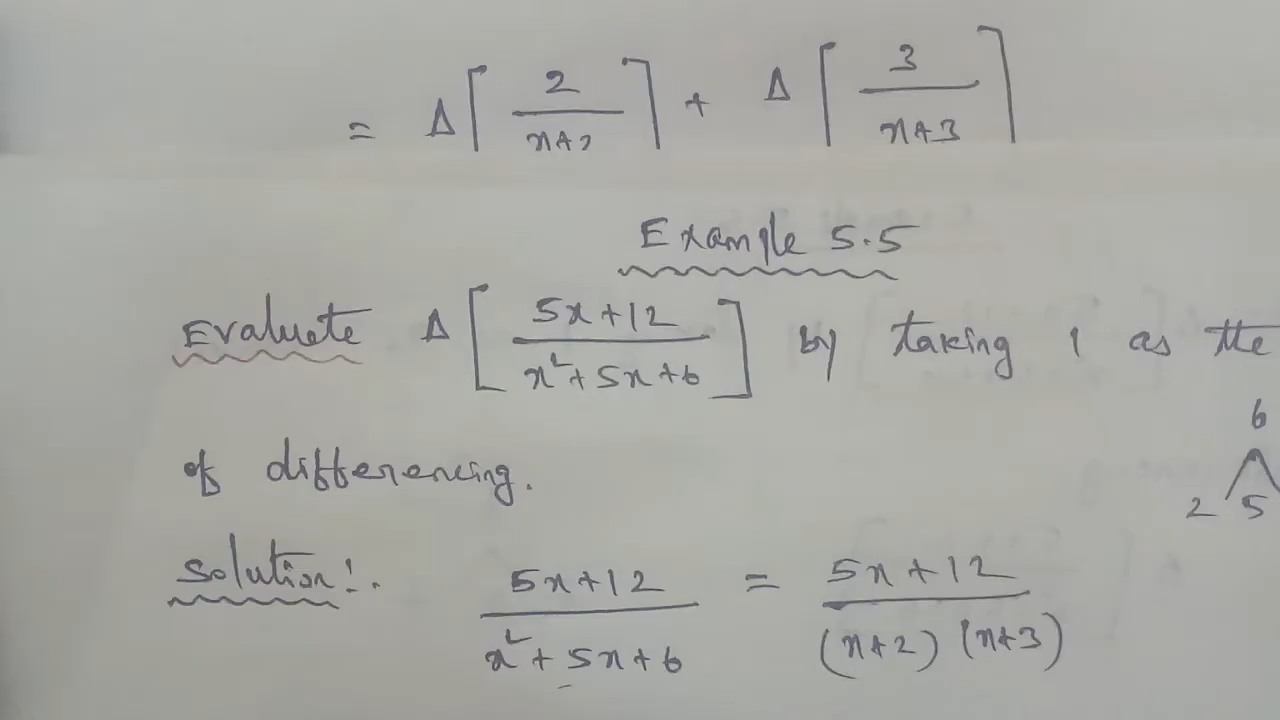 = Δ[2/(x+2)] + Δ[3/(x+3)]
Example 5.5
Evaluate Δ[(5x+12)/(x²+5x+6)] by taking 1 as the
6
of differencing.
2 5
Solution:. (5x+12)/(x²+5x+6) = (5x+12)/((x+2)(x+3))